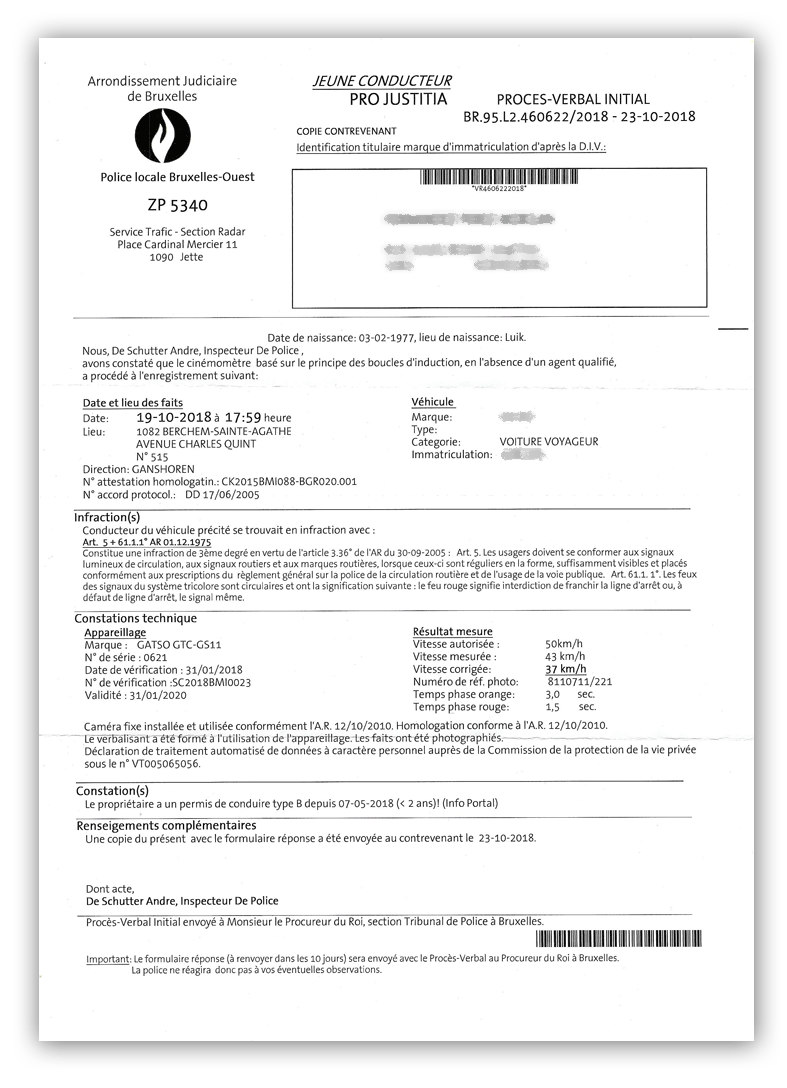 Arrondissement Judiciaire
de Bruxelles
Police locale Bruxelles-Ouest
ZP 5340
Service Trafic - Section Radar
Place Cardinal Mercier 11
1090 Jette
JEUNE CONDUCTEUR
PRO JUSTITIA
PROCES-VERBAL INITIAL
BR.95.L2.460622/2018 - 23-10-2018
COPIE CONTREVENANT
Identification titulaire marque d'immatriculation d'après la D.I.V.:
*VR4606222018*
Date de naissance: 03-02-1977, lieu de naissance: Luik.
Nous, De Schutter Andre, Inspecteur De Police ,
avons constaté que le cinémomètre basé sur le principe des boucles d'induction, en l'absence d'un agent qualifié,
a procédé à l'enregistrement suivant:
Date et lieu des faits
Date: 19-10-2018 à 17:59 heure
Lieu: 1082 BERCHEM-SAINTE-AGATHE
AVENUE CHARLES QUINT
N° 515
Direction: GANSHOREN
N° attestation homologatin.: CK2015BMI088-BGR020.001
N° accord protocol.: DD 17/06/2005
Véhicule
Marque:
Type:
Categorie: VOITURE VOYAGEUR
Immatriculation:
Infraction(s)
Conducteur du véhicule précité se trouvait en infraction avec :
Art. 5 + 61.1.1° AR 01.12.1975
Constitue une infraction de 3ème degré en vertu de l'article 3.36° de l'AR du 30-09-2005 : Art. 5. Les usagers doivent se conformer aux signaux
lumineux de circulation, aux signaux routiers et aux marques routières, lorsque ceux-ci sont réguliers en la forme, suffisamment visibles et placés
conformément aux prescriptions du règlement général sur la police de la circulation routière et de l'usage de la voie publique. Art. 61.1. 1°. Les feux
des signaux du système tricolore sont circulaires et ont la signification suivante : le feu rouge signifie interdiction de franchir la ligne d'arrêt ou, à
défaut de ligne d'arrêt, le signal même.
Constations technique
Appareillage
Marque : GATSO GTC-GS11
N° de série : 0621
Date de vérification : 31/01/2018
N° de vérification :SC2018BMI0023
Validité : 31/01/2020
Résultat mesure
Vitesse autorisée : 50km/h
Vitesse mesurée : 43 km/h
Vitesse corrigée: 37 km/h
Numéro de réf. photo: 8110711/221
Temps phase orange: 3,0 sec.
Temps phase rouge: 1,5 sec.
Caméra fixe installée et utilisée conformément l'A.R. 12/10/2010. Homologation conforme à l'A.R. 12/10/2010.
Le verbalisant a été formé à l'utilisation de l'appareillage. Les faits ont été photographiés.
Déclaration de traitement automatisé de données à caractère personnel auprès de la Commission de la protection de la vie privée
sous le n° VT005065056.
Constation(s)
Le propriétaire a un permis de conduire type B depuis 07-05-2018 (< 2 ans)! (Info Portal)
Renseignements complémentaires
Une copie du présent avec le formulaire réponse a été envoyée au contrevenant le 23-10-2018.
Dont acte,
De Schutter Andre, Inspecteur De Police
Procès-Verbal Initial envoyé à Monsieur le Procureur du Roi, section Tribunal de Police à Bruxelles.
Important: Le formulaire réponse (à renvoyer dans les 10 jours) sera envoyé avec le Procès-Verbal au Procureur du Roi à Bruxelles.
La police ne réagira donc pas à vos éventuelles observations.